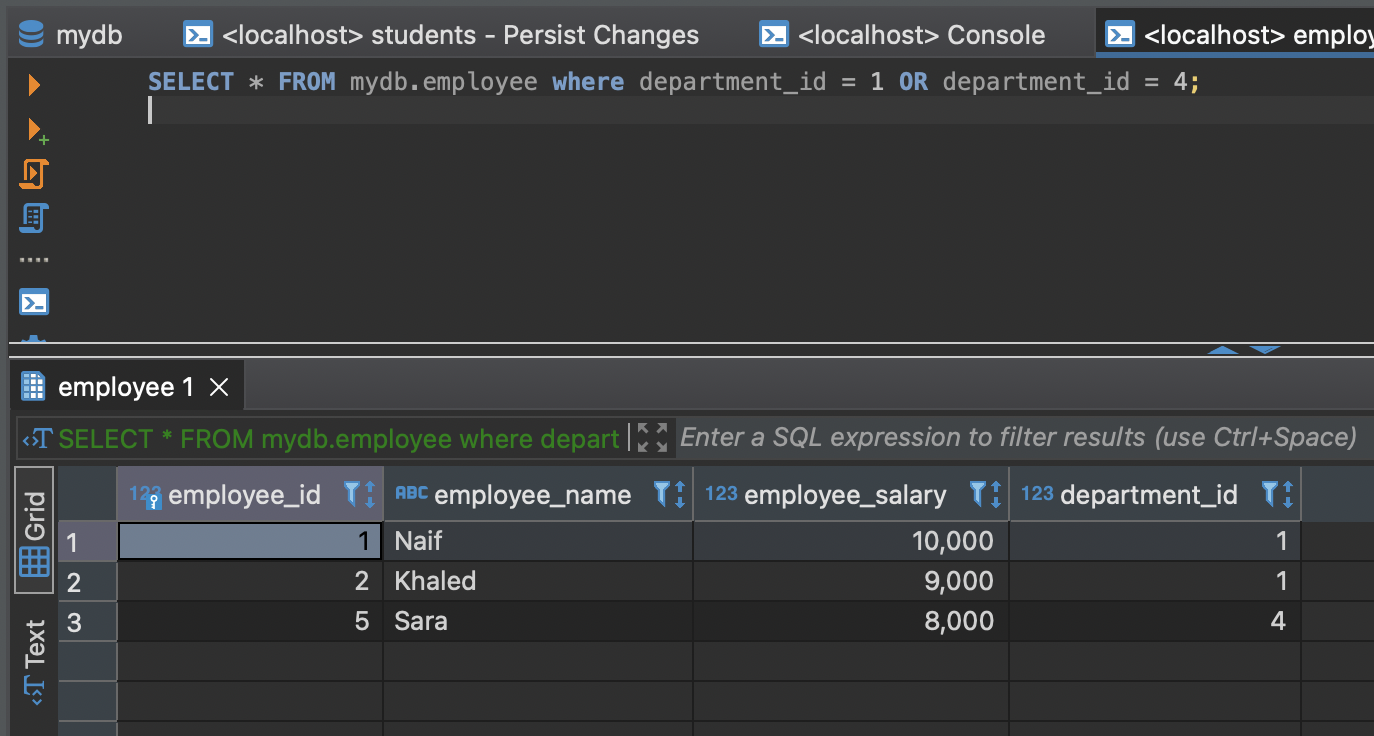 mydb <localhost> students - Persist Changes <localhost> Console <localhost> employ
SELECT * FROM mydb.employee where department_id = 1 OR department_id = 4;
employee 1
SELECT * FROM mydb.employee where depart Enter a SQL expression to filter results (use Ctrl+Space)
Grid
Text
123 employee_id ABC employee_name 123 employee_salary 123 department_id
1 1 Naif 10,000 1
2 2 Khaled 9,000 1
3 5 Sara 8,000 4